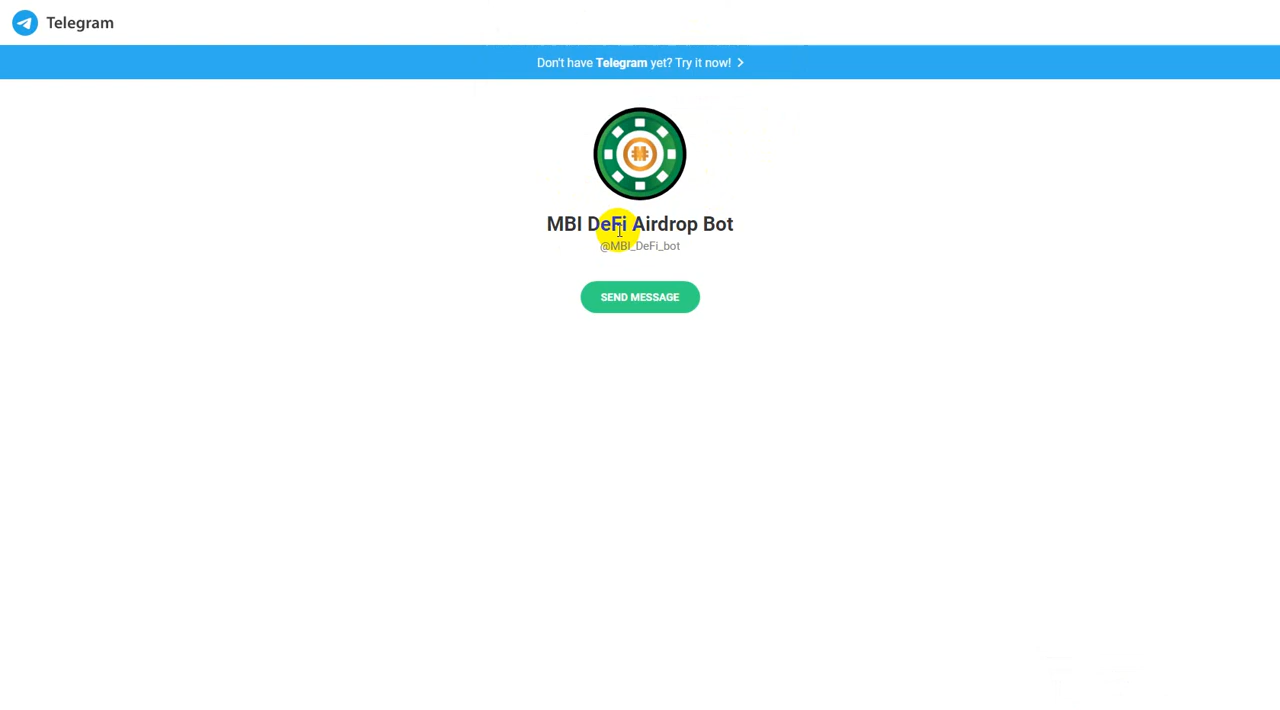 Telegram
Don't have Telegram yet? Try it now!
MBI DeFi Airdrop Bot
@MBI_DeFi_bot
SEND MESSAGE